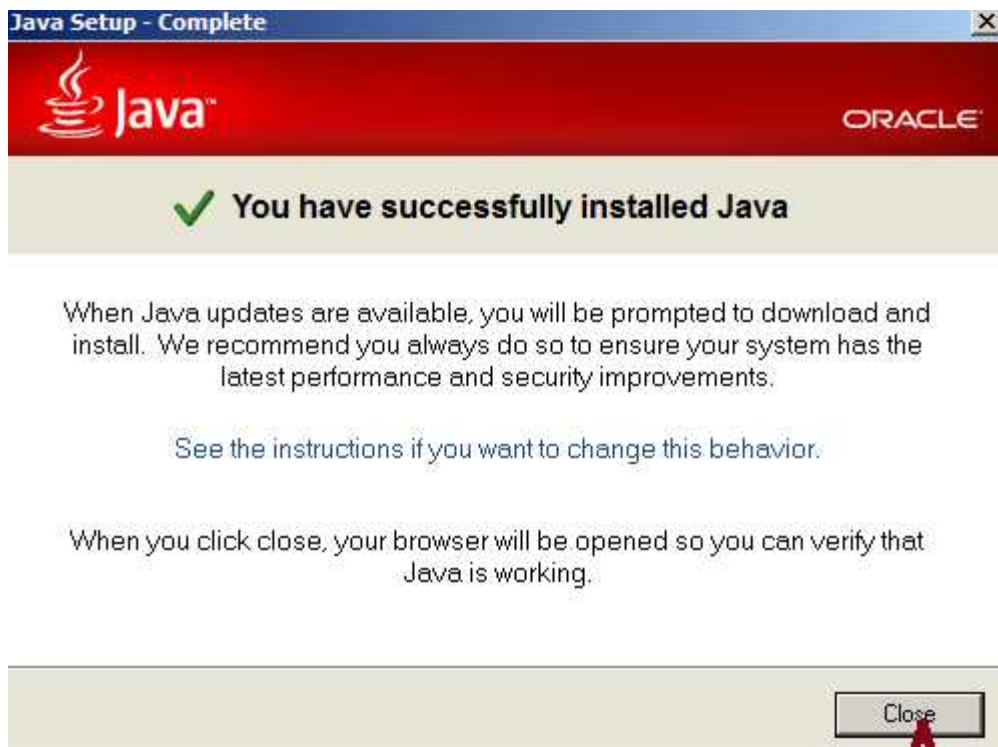 Java Setup - Complete
Java™
ORACLE
You have successfully installed Java
When Java updates are available, you will be prompted to download and
install. We recommend you always do so to ensure your system has the
latest performance and security improvements.
See the instructions if you want to change this behavior.
When you click close, your browser will be opened so you can verify that
Java is working.
Close